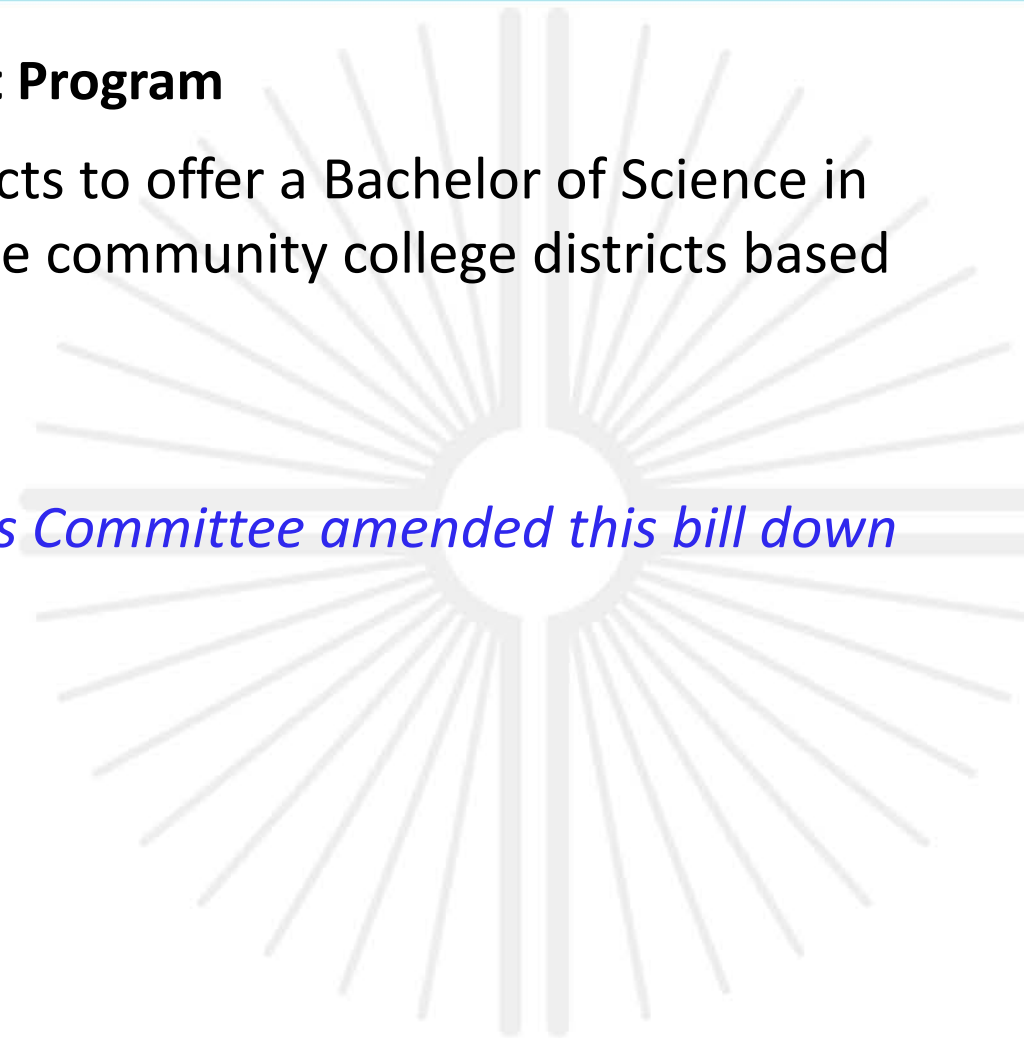 Program
cts to offer a Bachelor of Science in
e community college districts based
s Committee amended this bill down